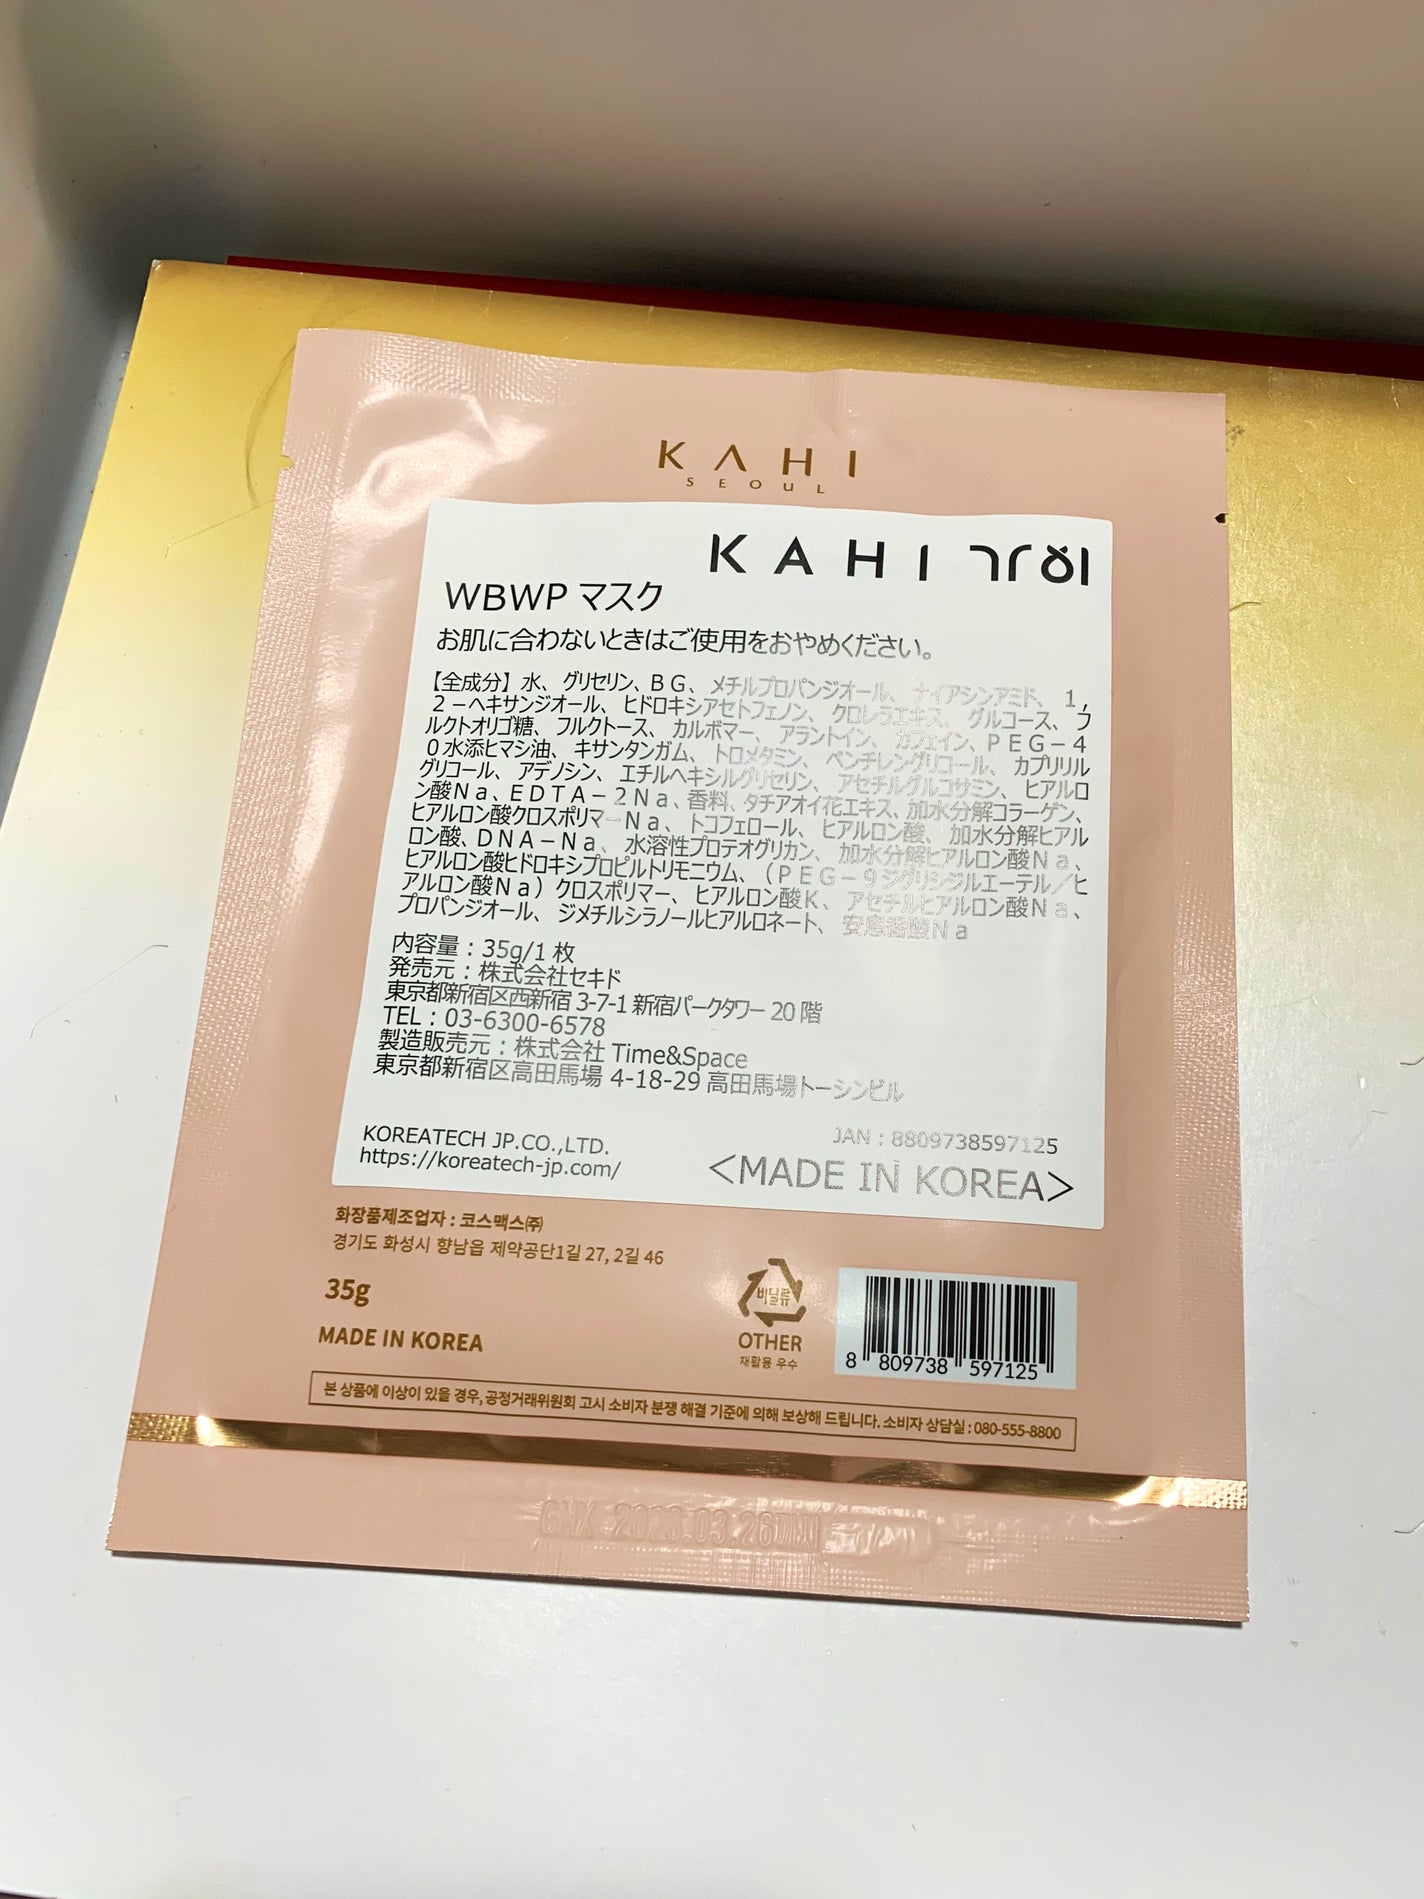 KAHI
SEOUL
KAHI 가히
WBWP マスク
お肌に合わないときはご使用をおやめください。
【全成分】水、グリセリン、BG、メチルプロパンジオール、ナイアシンアミド、1,
2－ヘキサンジオール、ヒドロキシアセトフェノン、クロレラエキス、グルコース、フ
ルクトオリゴ糖、フルクトース、カルボマー、アラントイン、カフェイン、PEG－4
0水添ヒマシ油、キサンタンガム、トロメタミン、ペンチレングリコール、カプリリル
グリコール、アデノシン、エチルヘキシルグリセリン、アセチルグルコサミン、ヒアルロ
ン酸Na、EDTA－2Na、香料、タチアオイ花エキス、加水分解コラーゲン、
ヒアルロン酸クロスポリマーNa、トコフェロール、ヒアルロン酸、加水分解ヒアル
ロン酸、DNA－Na、水溶性プロテオグリカン、加水分解ヒアルロン酸Na、
ヒアルロン酸ヒドロキシプロピルトリモニウム、（PEG－9ジグリシジルエーテル／ヒ
アルロン酸Na）クロスポリマー、ヒアルロン酸K、アセチルヒアルロン酸Na、
プロパンジオール、ジメチルシラノールヒアルロネート、安息香酸Na
内容量：35g/1 枚
発売元：株式会社セキド
東京都新宿区西新宿 3-7-1 新宿パークタワー 20 階
TEL：03-6300-6578
製造販売元：株式会社 Time&Space
東京都新宿区高田馬場 4-18-29 高田馬場トーシンビル
JAN：8809738597125
KOREATECH JP.CO.,LTD.
https://koreatech-jp.com/
<MADE IN KOREA>
화장품제조업자 : 코스맥스㈜
경기도 화성시 향남읍 제약공단1길 27, 2길 46
35g
MADE IN KOREA
비닐류
OTHER
재활용 우수
8 809738 597125
본 상품에 이상이 있을 경우, 공정거래위원회 고시 소비자 분쟁 해결 기준에 의해 보상해 드립니다. 소비자 상담실 : 080-555-8800